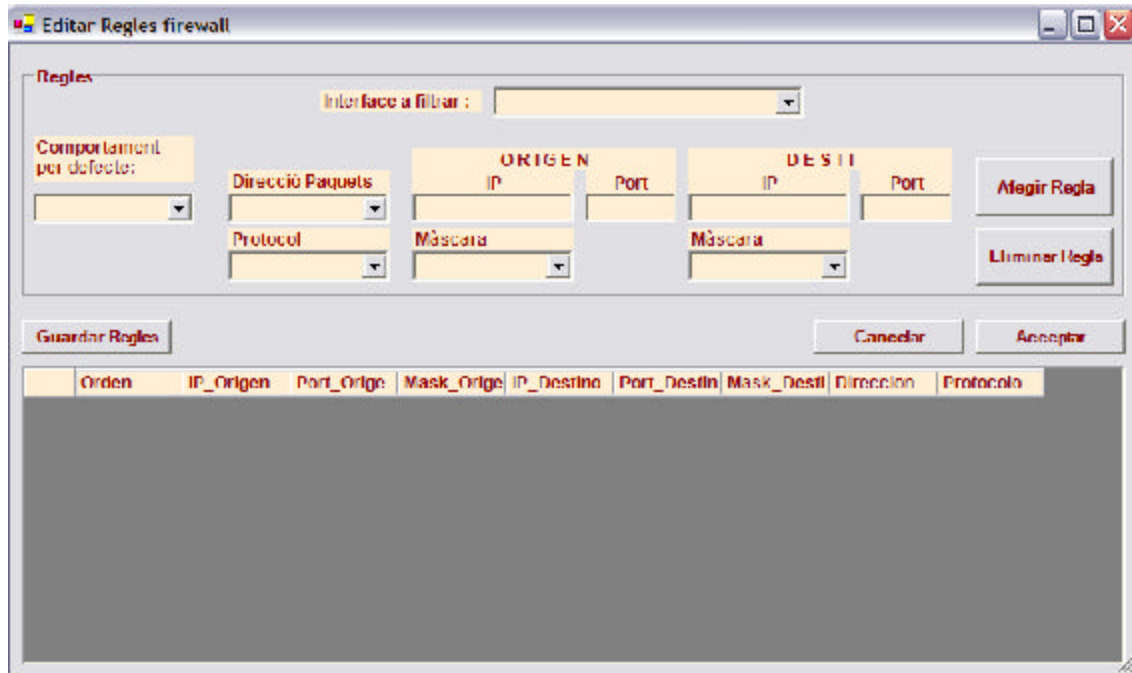 Editar Regles firewall
Regles
Interface a filtrar :
Comportament
per defecte:
ORIGEN
DESTI
Direcció Paquets
IP
Port
IP
Port
Afegir Regla
Protocol
Màscara
Màscara
Eliminar Regla
Guardar Regles
Cancelar
Acceptar
Orden
IP_Origen
Port_Orige
Mask_Orige
IP_Destino
Port_Destin
Mask_Desti
Direccion
Protocolo